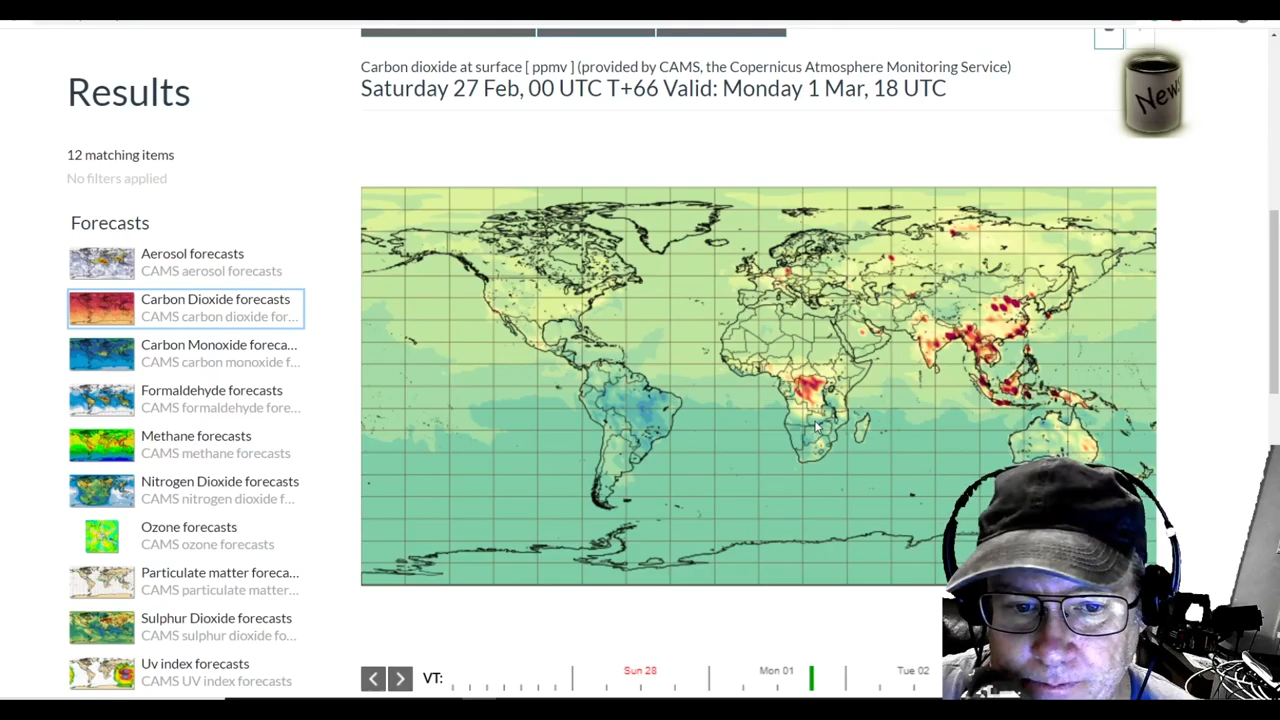 Carbon dioxide at surface [ ppmv ] (provided by CAMS, the Copernicus Atmosphere Monitoring Service)
Saturday 27 Feb, 00 UTC T+66 Valid: Monday 1 Mar, 18 UTC
News
Results
12 matching items
No filters applied
Forecasts
Aerosol forecasts
CAMS aerosol forecasts
Carbon Dioxide forecasts
CAMS carbon dioxide for...
Carbon Monoxide foreca...
CAMS carbon monoxide f...
Formaldehyde forecasts
CAMS formaldehyde fore...
Methane forecasts
CAMS methane forecasts
Nitrogen Dioxide forecasts
CAMS nitrogen dioxide f...
Ozone forecasts
CAMS ozone forecasts
Particulate matter foreca...
CAMS particulate matter...
Sulphur Dioxide forecasts
CAMS sulphur dioxide fo...
Uv index forecasts
CAMS UV index forecasts
VT:
Sun 28
Mon 01
Tue 02